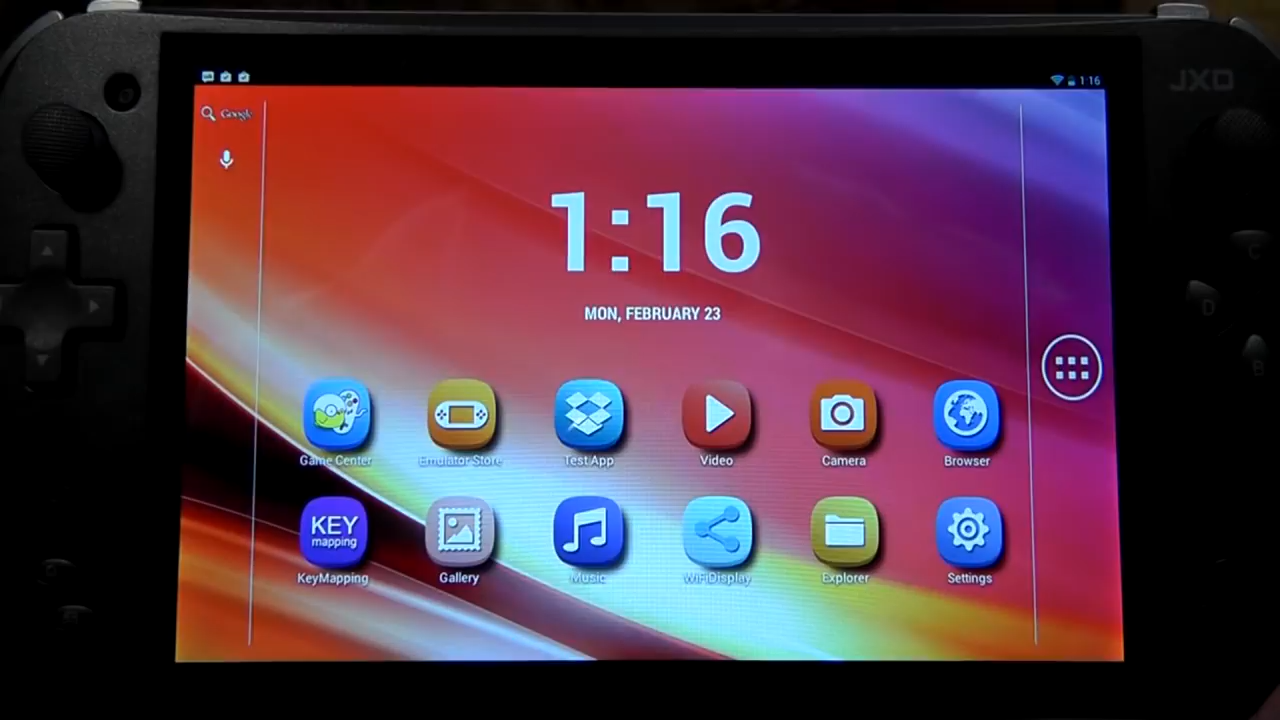 1:16
JXD
Google
1:16
MON, FEBRUARY 23
Game Center
Emulator Store
Test App
Video
Camera
Browser
KEY
mapping
KeyMapping
Gallery
Music
WiFiDisplay
Explorer
Settings
C
D
B